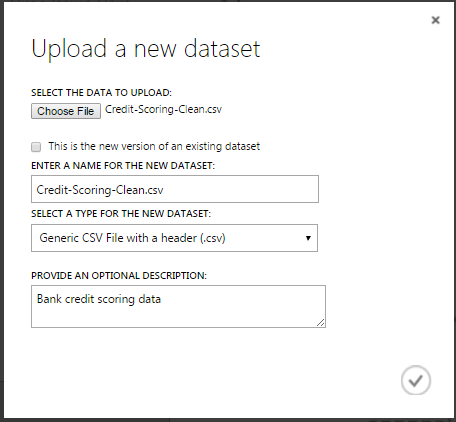 Upload a new dataset
SELECT THE DATA TO UPLOAD:
Choose File Credit-Scoring-Clean.csv
This is the new version of an existing dataset
ENTER A NAME FOR THE NEW DATASET:
Credit-Scoring-Clean.csv
SELECT A TYPE FOR THE NEW DATASET:
Generic CSV File with a header (.csv)
PROVIDE AN OPTIONAL DESCRIPTION:
Bank credit scoring data